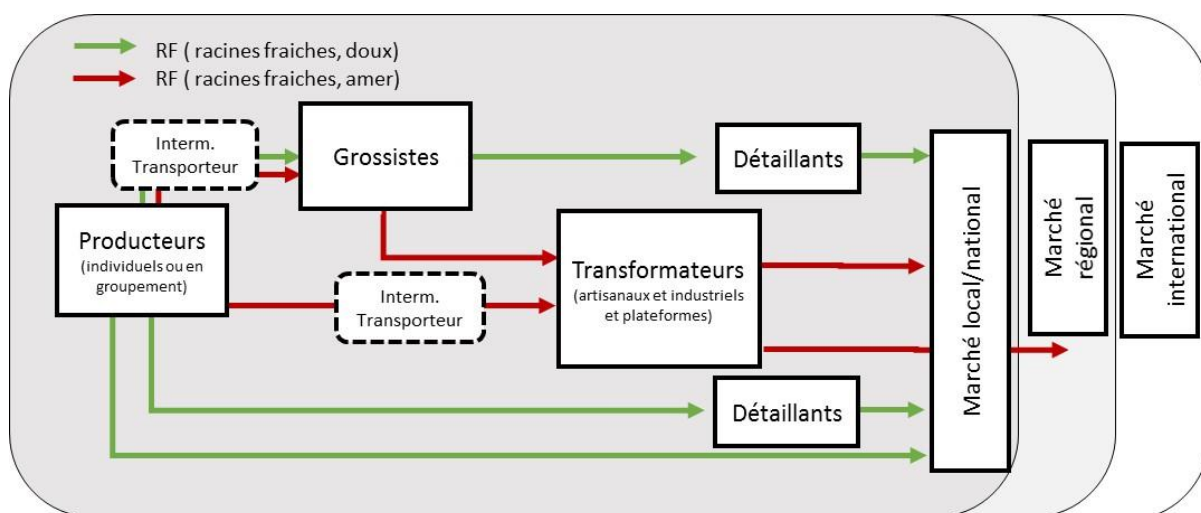 RF ( racines fraiches, doux)
RF ( racines fraiches, amer)
Interm.
Transporteur
Grossistes
Détaillants
Producteurs
(individuels ou en
groupement)
Interm.
Transporteur
Transformateurs
(artisanaux et industriels
et plateformes)
Détaillants
Marché local/national
Marché
régional
Marché
international